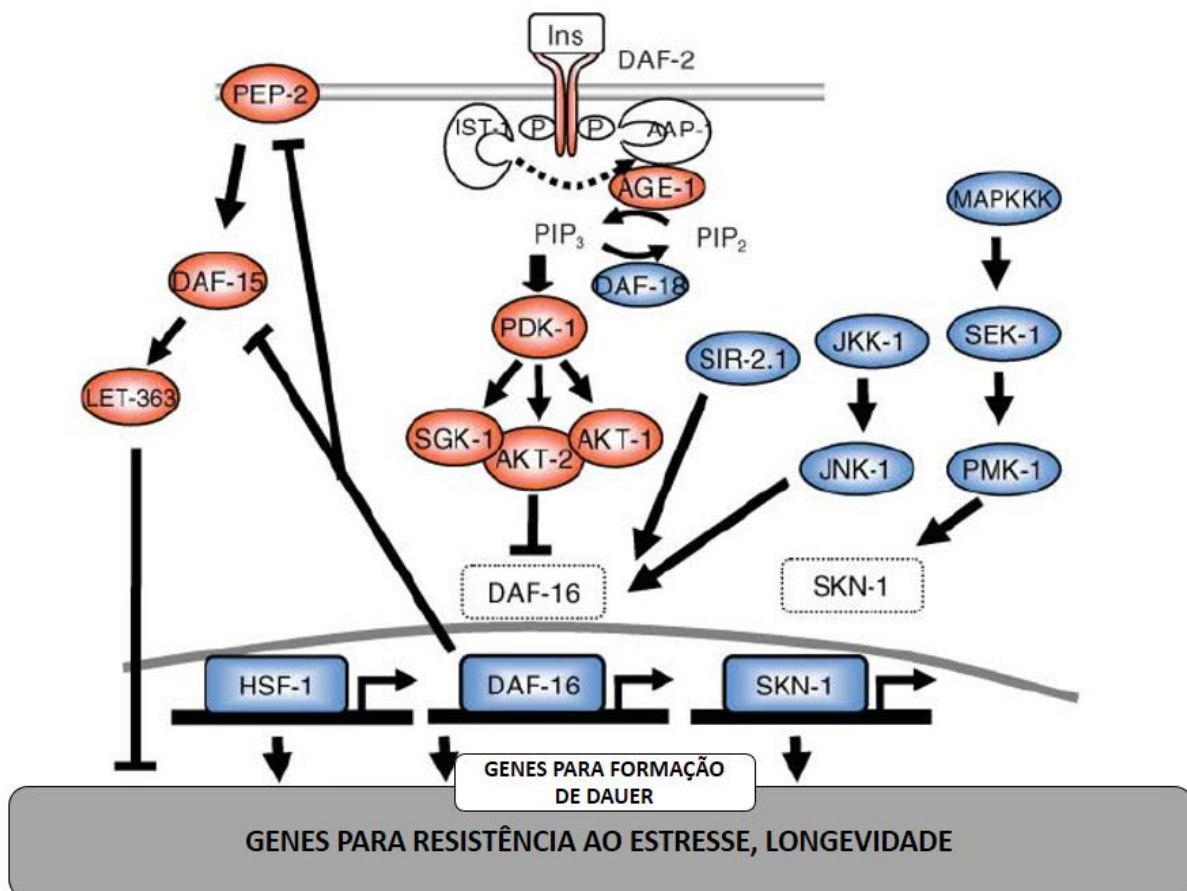 Ins
DAF-2
PEP-2
IST-1
P
P
AAP-1
AGE-1
MAPKKK
PIP3
PIP2
DAF-15
DAF-18
PDK-1
SIR-2.1
JKK-1
SEK-1
LET-363
SGK-1
AKT-2
AKT-1
JNK-1
PMK-1
DAF-16
SKN-1
HSF-1
DAF-16
SKN-1
GENES PARA FORMAÇÃO
DE DAUER
GENES PARA RESISTÊNCIA AO ESTRESSE, LONGEVIDADE